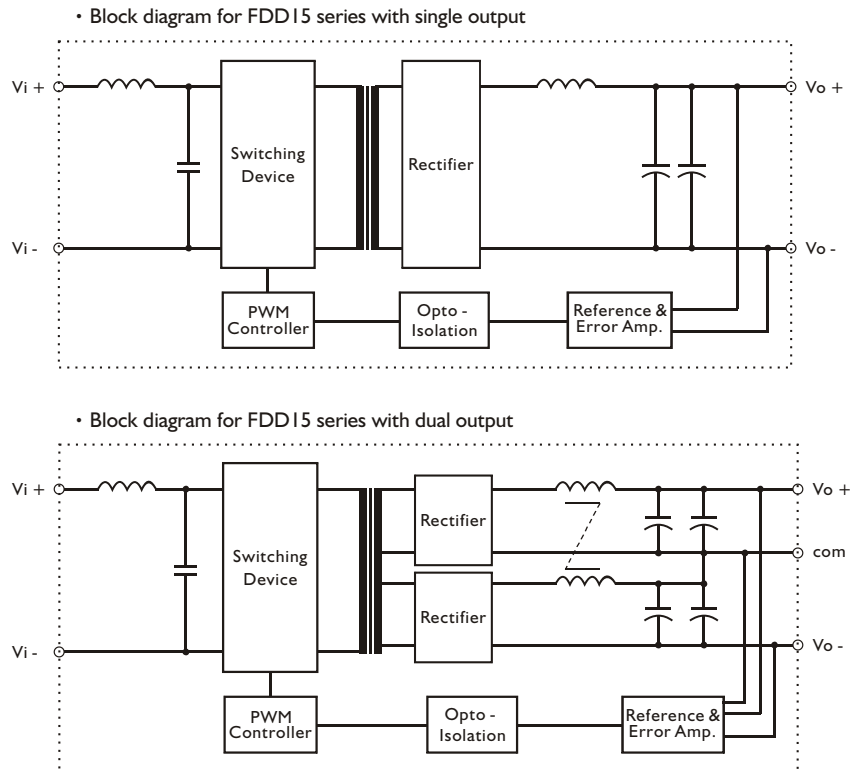 • Block diagram for FDD15 series with single output
Vi +
Switching
Device
Rectifier
Vo +
Vi -
Vo -
PWM
Controller
Opto -
Isolation
Reference &
Error Amp.
• Block diagram for FDD15 series with dual output
Vi +
Rectifier
Vo +
Switching
Device
com
Rectifier
Vi -
Vo -
PWM
Controller
Opto -
Isolation
Reference &
Error Amp.